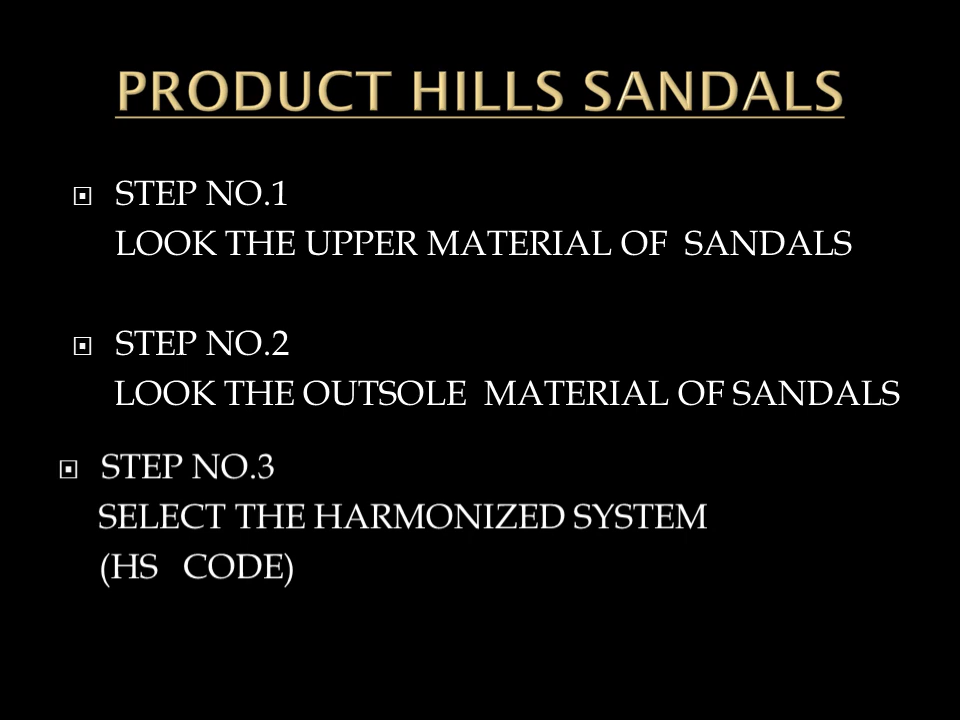 PRODUCT HILLS SANDALS
STEP NO.1
LOOK THE UPPER MATERIAL OF SANDALS
STEP NO.2
LOOK THE OUTSOLE MATERIAL OF SANDALS
STEP NO.3
SELECT THE HARMONIZED SYSTEM
(HS CODE)